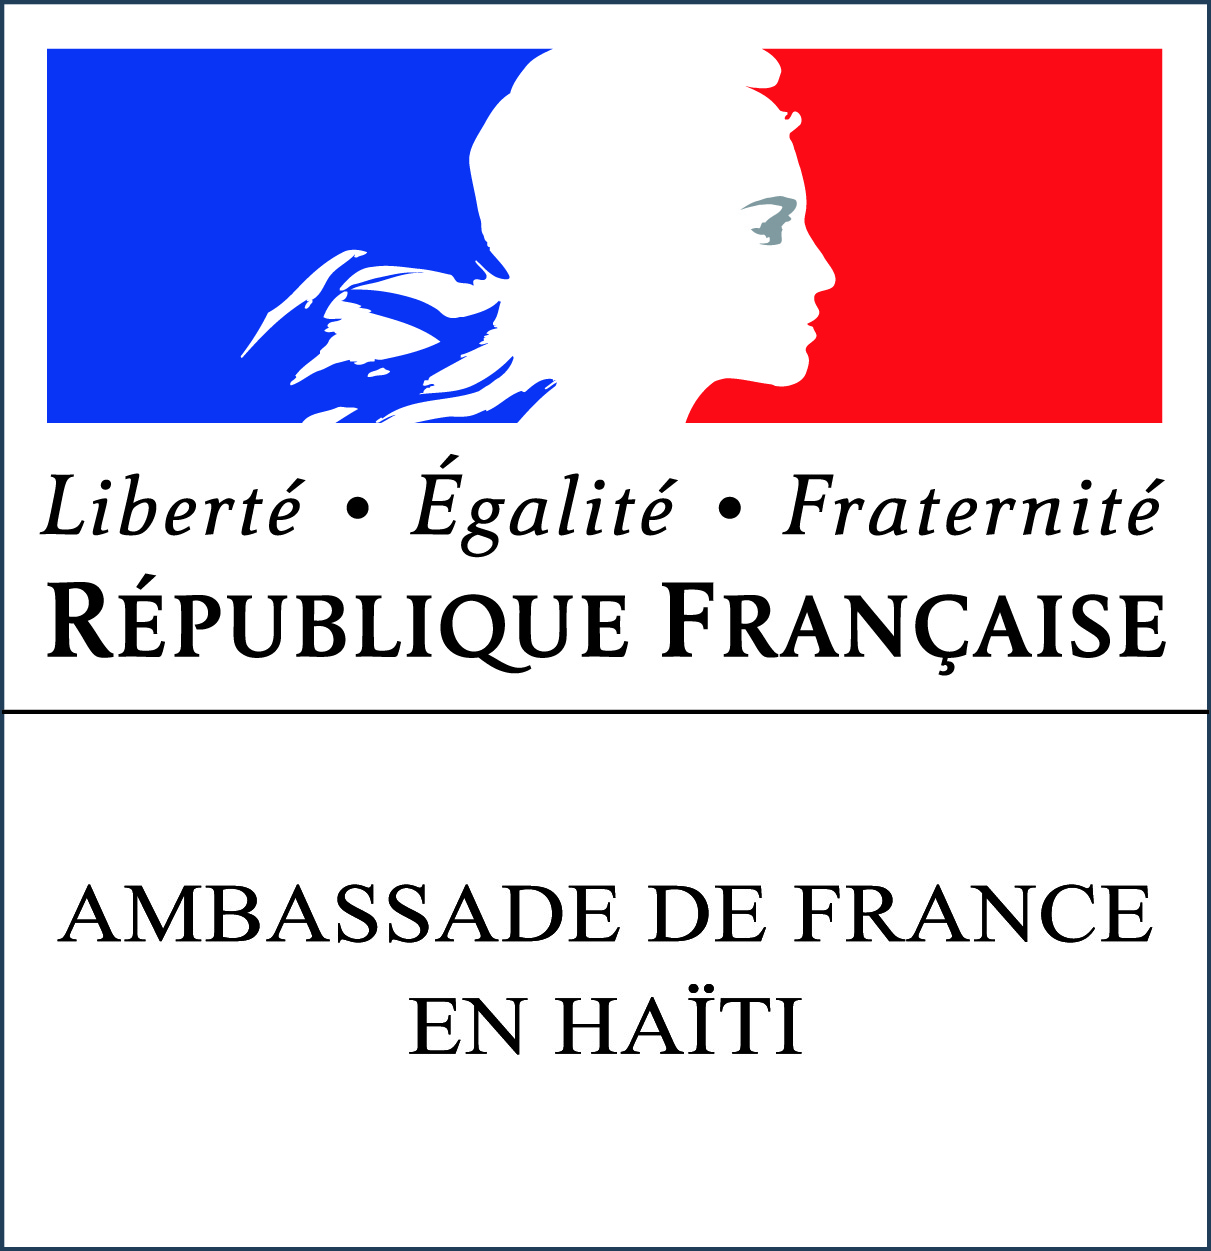 Liberté • Égalité • Fraternité
RÉPUBLIQUE FRANÇAISE
AMBASSADE DE FRANCE
EN HAÏTI